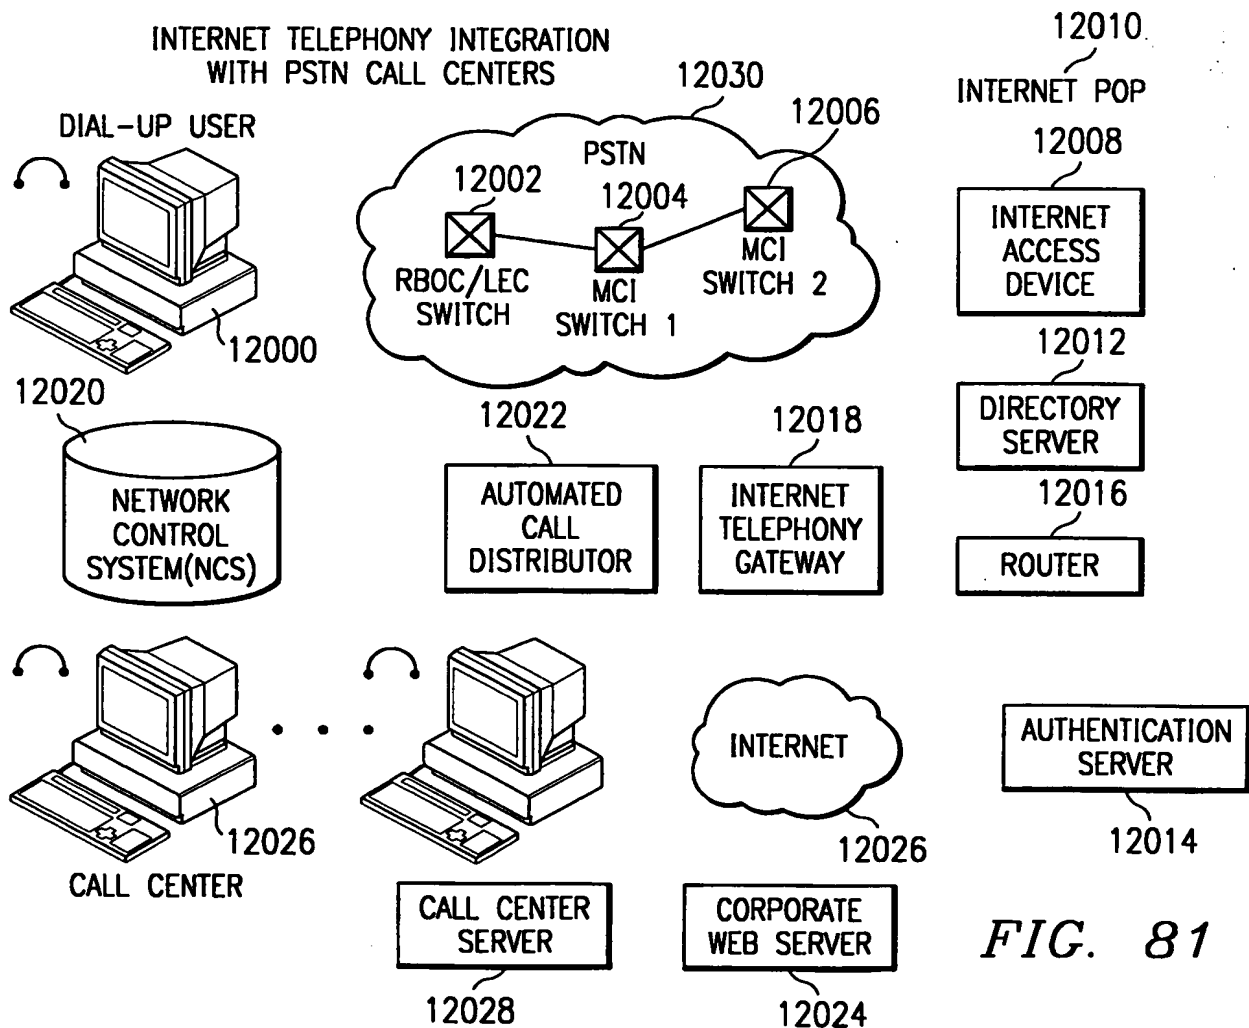 INTERNET TELEPHONY INTEGRATION
WITH PSTN CALL CENTERS
12010
INTERNET POP
DIAL-UP USER
12000
12030
PSTN
12002
RBOC/LEC
SWITCH
12004
MCI
SWITCH 1
12006
MCI
SWITCH 2
12008
INTERNET
ACCESS
DEVICE
12012
DIRECTORY
SERVER
12016
ROUTER
12020
NETWORK
CONTROL
SYSTEM(NCS)
12022
AUTOMATED
CALL
DISTRIBUTOR
12018
INTERNET
TELEPHONY
GATEWAY
12026
CALL CENTER
INTERNET
12026
AUTHENTICATION
SERVER
12014
CALL CENTER
SERVER
12028
CORPORATE
WEB SERVER
12024
FIG. 81